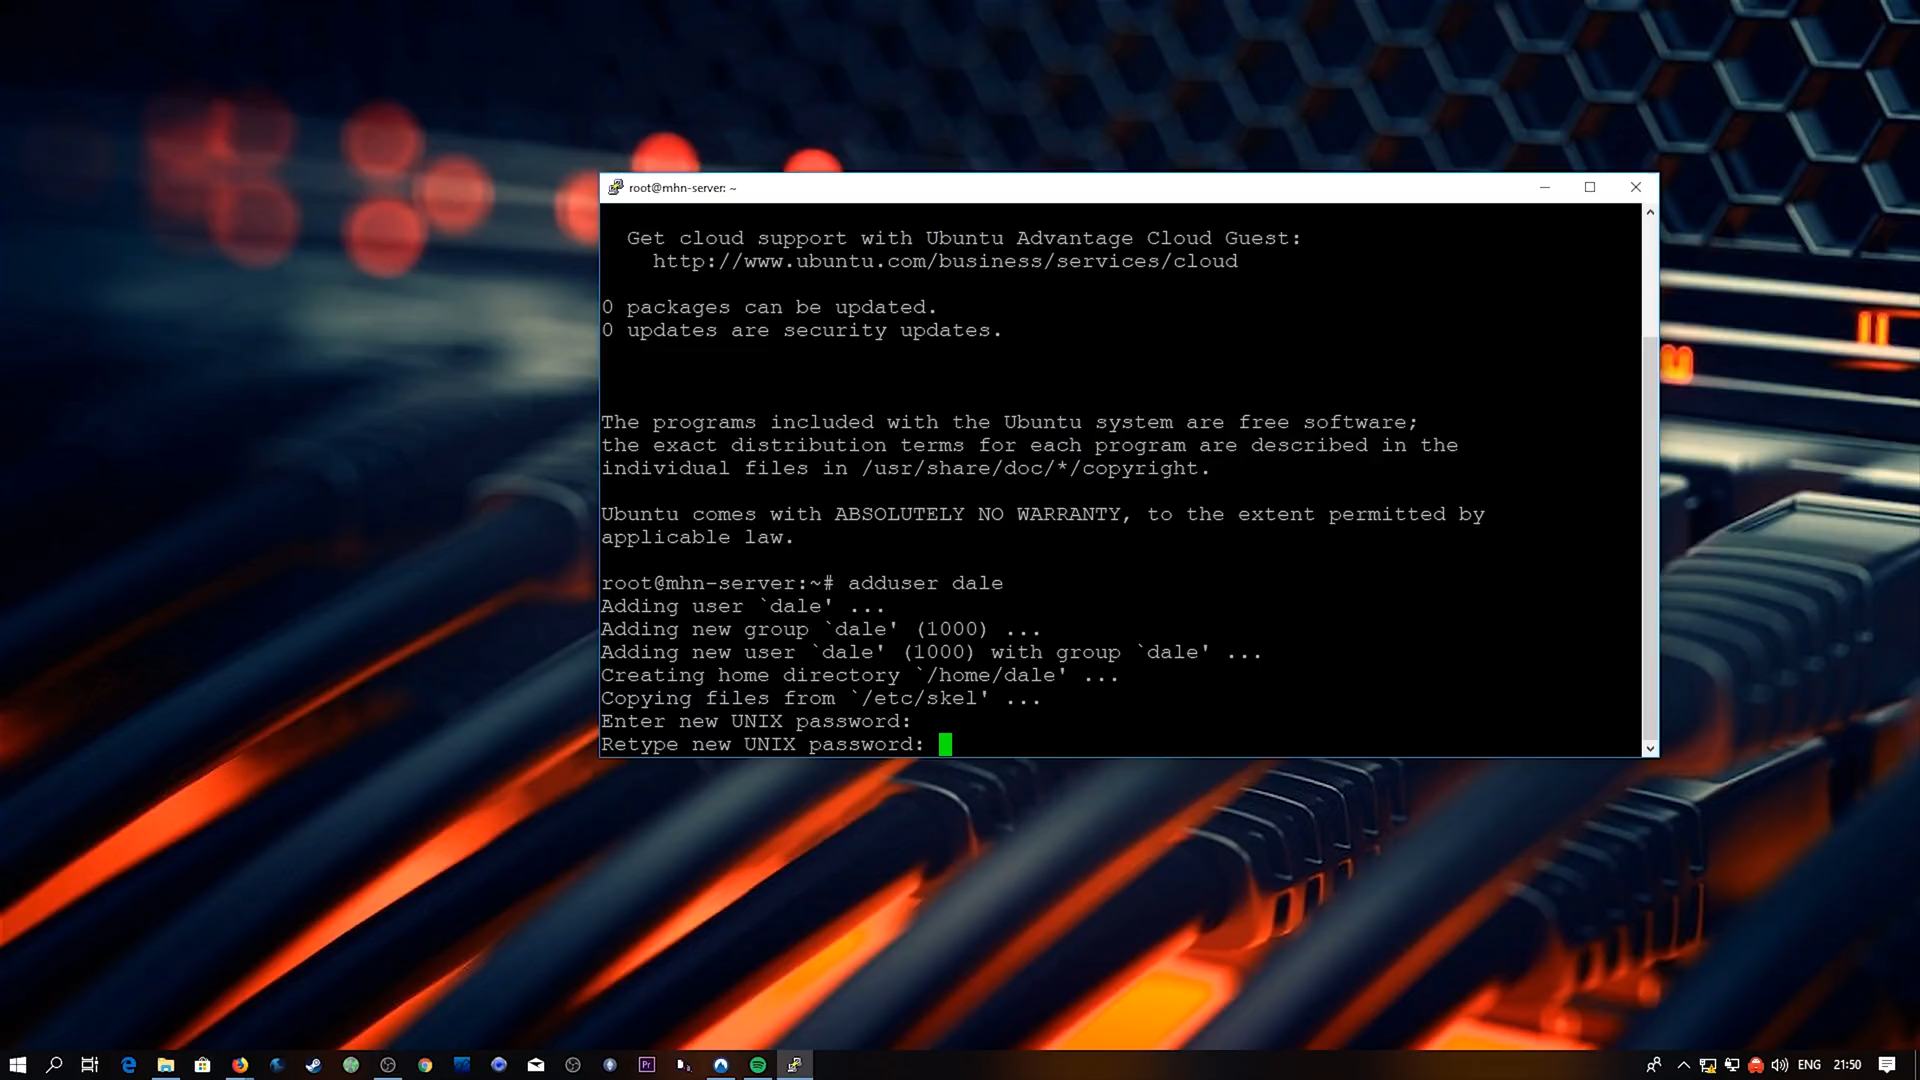 root@mhn-server: ~
Get cloud support with Ubuntu Advantage Cloud Guest:
http://www.ubuntu.com/business/services/cloud
0 packages can be updated.
0 updates are security updates.
The programs included with the Ubuntu system are free software;
the exact distribution terms for each program are described in the
individual files in /usr/share/doc/*/copyright.
Ubuntu comes with ABSOLUTELY NO WARRANTY, to the extent permitted by
applicable law.
root@mhn-server:~# adduser dale
Adding user `dale' ...
Adding new group `dale' (1000) ...
Adding new user `dale' (1000) with group `dale' ...
Creating home directory `/home/dale' ...
Copying files from `/etc/skel' ...
Enter new UNIX password:
Retype new UNIX password:
Pr
ENG 21:50